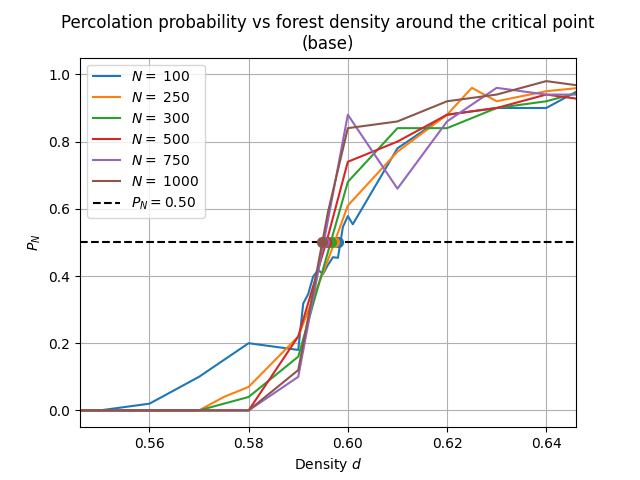 Percolation probability vs forest density around the critical point
(base)
1.0
0.8
0.6
0.4
0.2
0.0
P_N
N = 100
N = 250
N = 300
N = 500
N = 750
N = 1000
P_N = 0.50
0.56 0.58 0.60 0.62 0.64
Density d